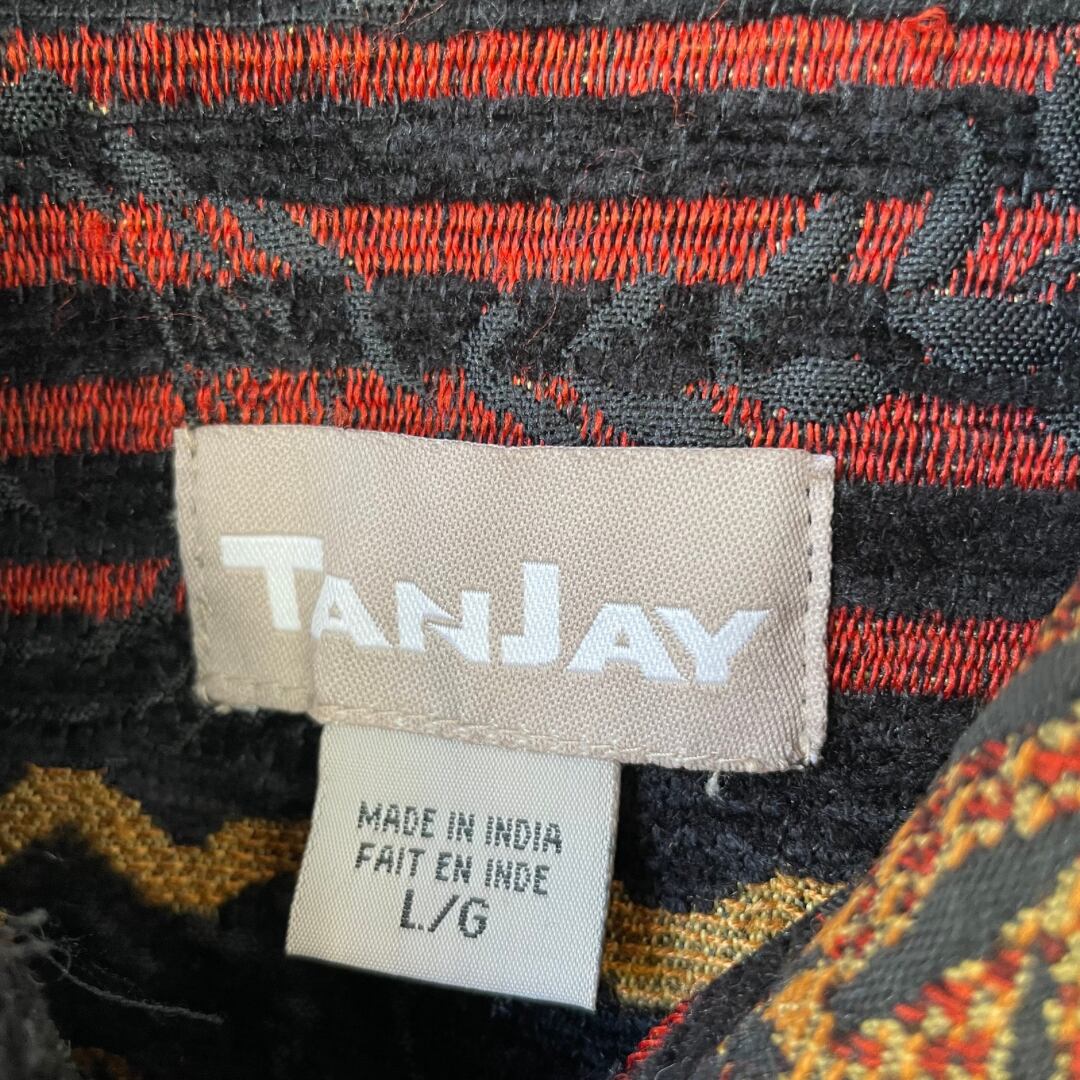 TANJAY
MADE IN INDIA
FAIT EN INDE
L/G